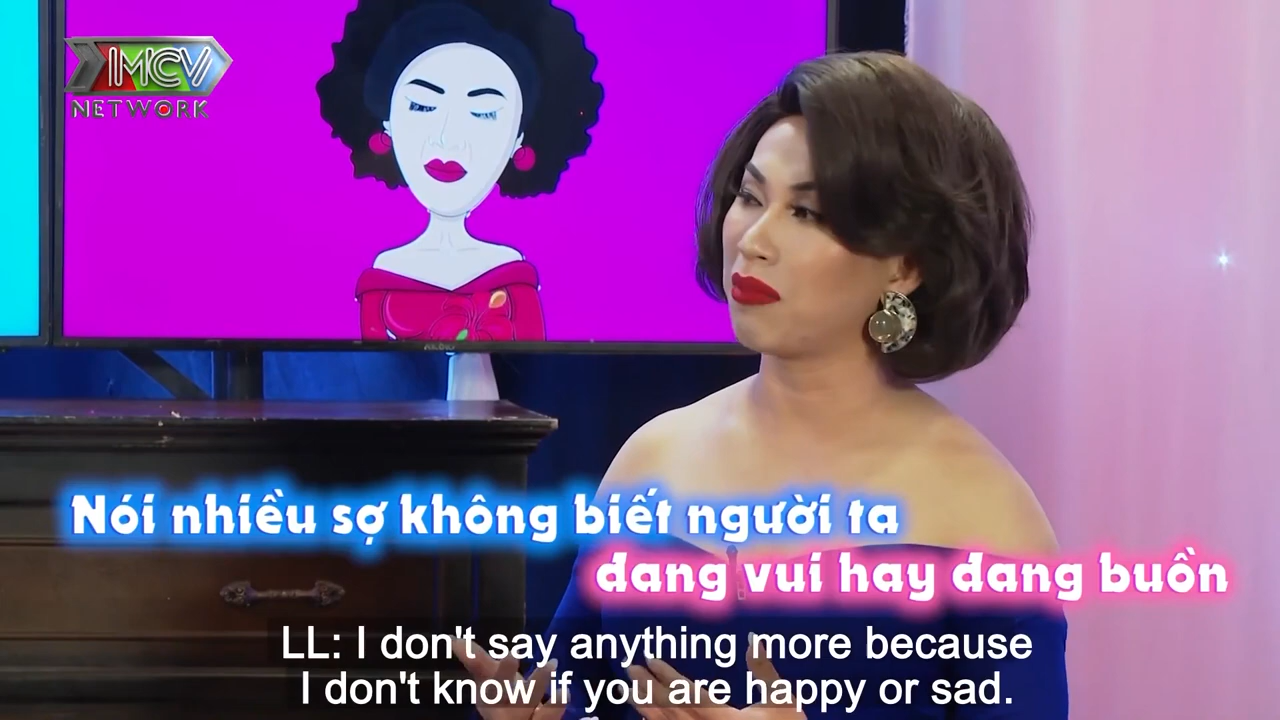 MCV
NETWORK
Nói nhiều sợ không biết người ta
đang vui hay đang buồn
LL: I don't say anything more because
I don't know if you are happy or sad.